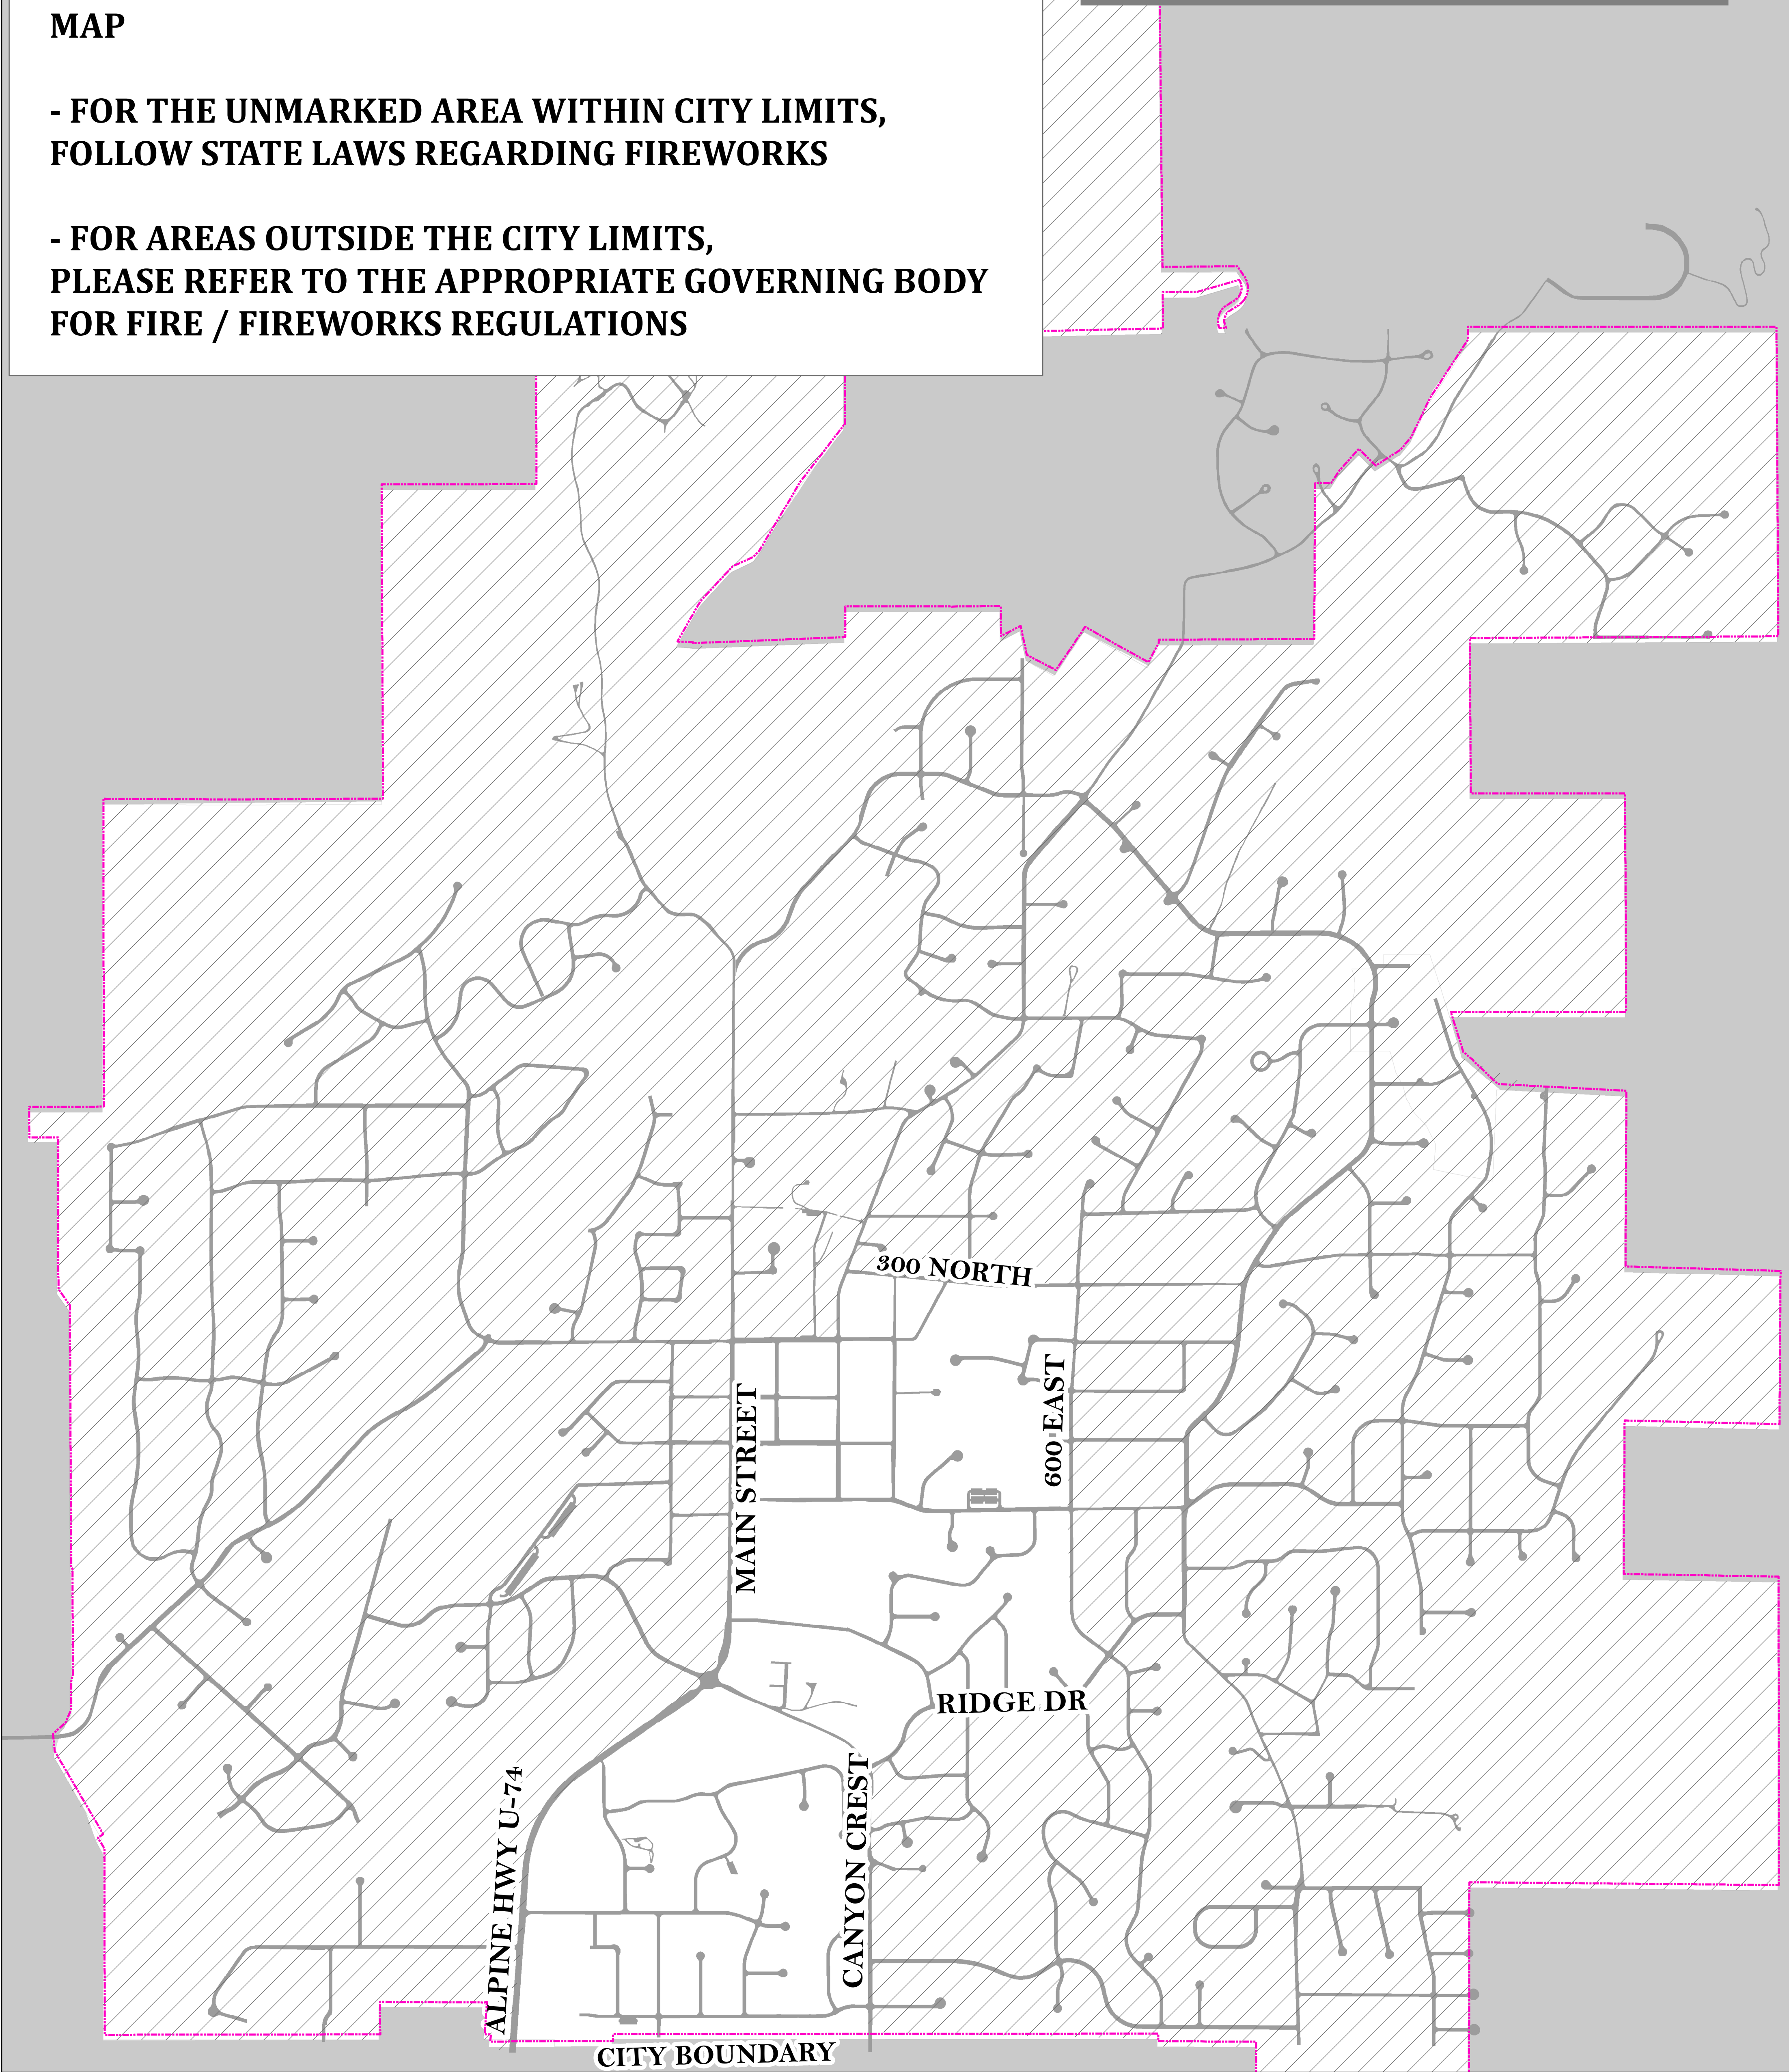 MAP
- FOR THE UNMARKED AREA WITHIN CITY LIMITS,
FOLLOW STATE LAWS REGARDING FIREWORKS
- FOR AREAS OUTSIDE THE CITY LIMITS,
PLEASE REFER TO THE APPROPRIATE GOVERNING BODY
FOR FIRE / FIREWORKS REGULATIONS
300 NORTH
600 EAST
MAIN STREET
RIDGE DR
CANYON CREST
ALPINE HWY U-74
CITY BOUNDARY